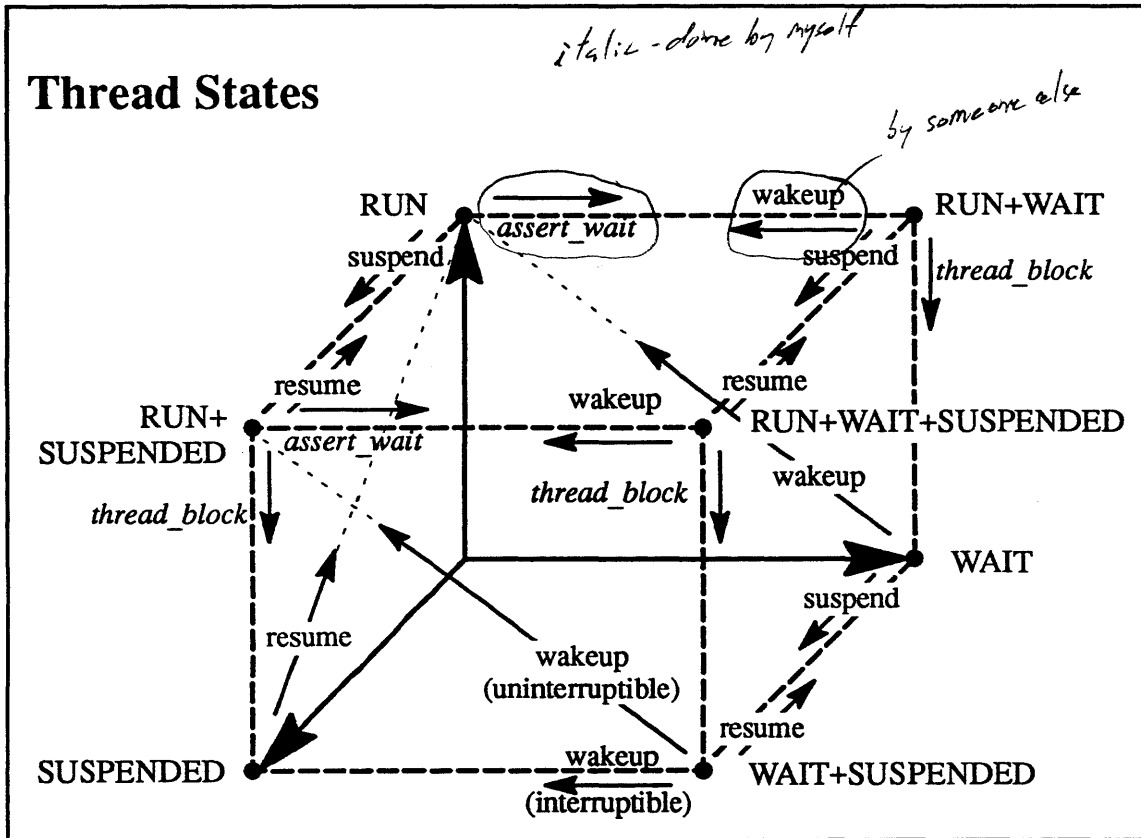 italic - done by myself
Thread States
by someone else
RUN
wakeup
RUN+WAIT
assert_wait
suspend
suspend
thread_block
resume
wakeup
resume
RUN+
SUSPENDED
RUN+WAIT+SUSPENDED
assert_wait
wakeup
thread_block
thread_block
WAIT
suspend
resume
wakeup
(uninterruptible)
resume
SUSPENDED
wakeup
(interruptible)
WAIT+SUSPENDED